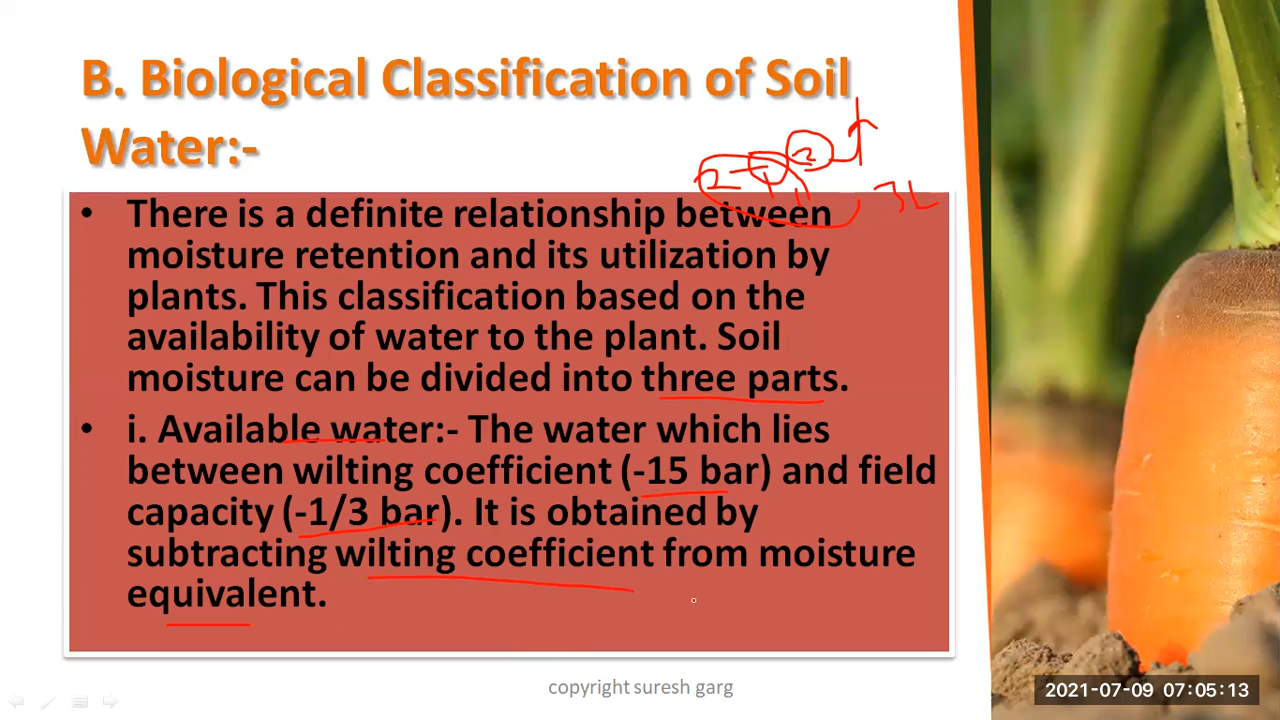 B. Biological Classification of Soil
Water:-
• There is a definite relationship between
moisture retention and its utilization by
plants. This classification based on the
availability of water to the plant. Soil
moisture can be divided into three parts.
• i. Available water:- The water which lies
between wilting coefficient (-15 bar) and field
capacity (-1/3 bar). It is obtained by
subtracting wilting coefficient from moisture
equivalent.
copyright suresh garg
2021-07-09 07:05:13